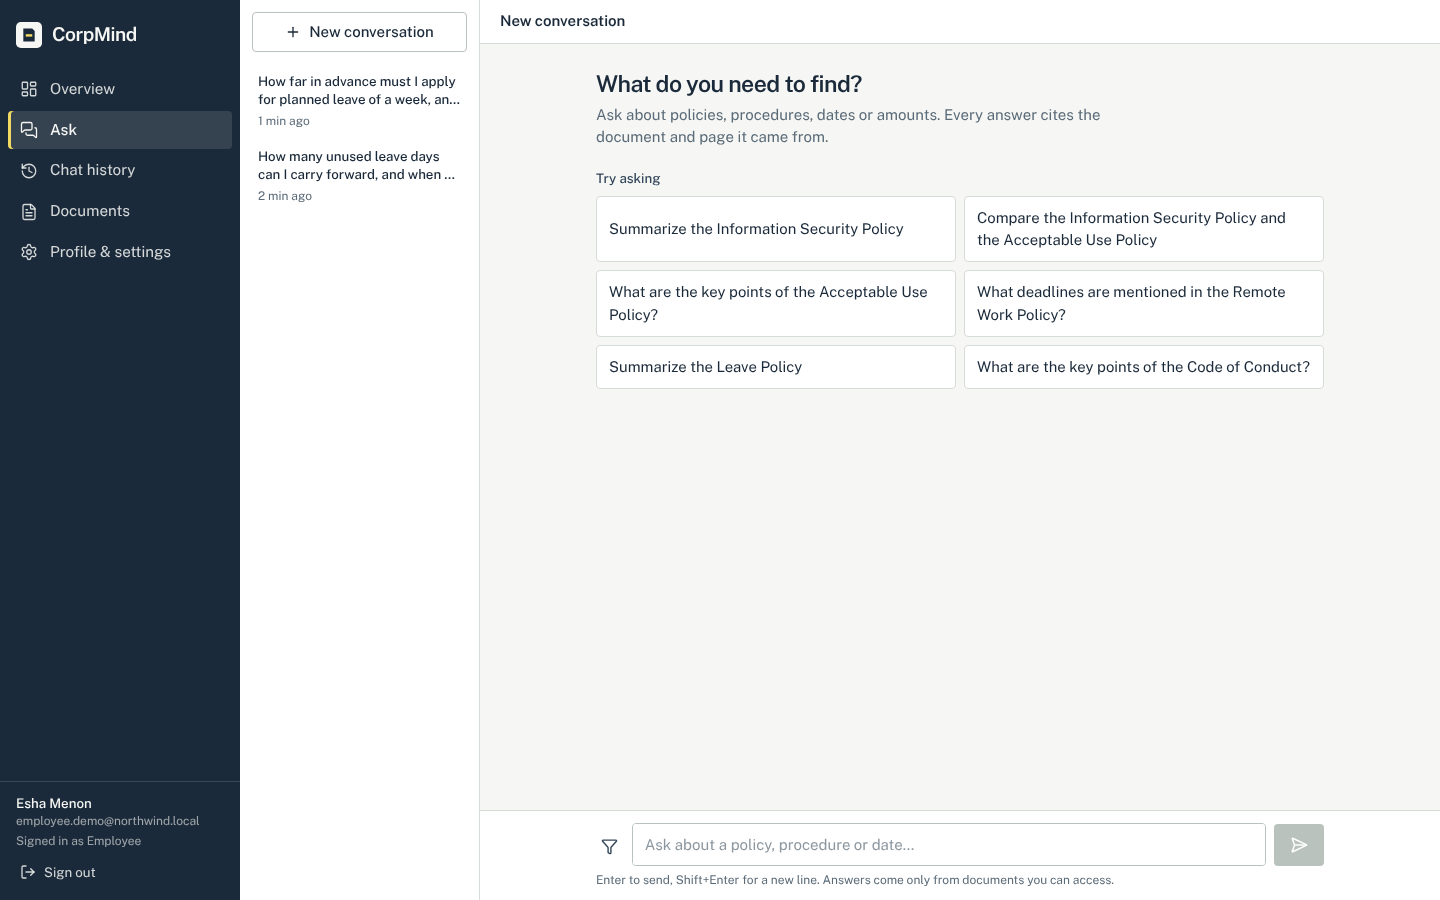 CorpMind
Overview
Ask
Chat history
Documents
Profile & settings
Esha Menon
employee.demo@northwind.local
Signed in as Employee
Sign out
New conversation
How far in advance must I apply
for planned leave of a week, an...
1 min ago
How many unused leave days
can I carry forward, and when ...
2 min ago
New conversation
What do you need to find?
Ask about policies, procedures, dates or amounts. Every answer cites the
document and page it came from.
Try asking
Summarize the Information Security Policy
Compare the Information Security Policy and
the Acceptable Use Policy
What are the key points of the Acceptable Use
Policy?
What deadlines are mentioned in the Remote
Work Policy?
Summarize the Leave Policy
What are the key points of the Code of Conduct?
Ask about a policy, procedure or date...
Enter to send, Shift+Enter for a new line. Answers come only from documents you can access.